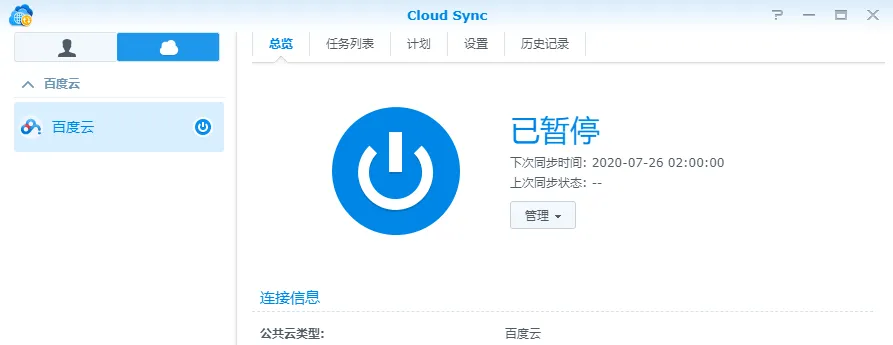 Cloud Sync
百度云
百度云
总览 任务列表 计划 设置 历史记录
已暂停
下次同步时间: 2020-07-26 02:00:00
上次同步状态: --
管理
连接信息
公共云类型: 百度云